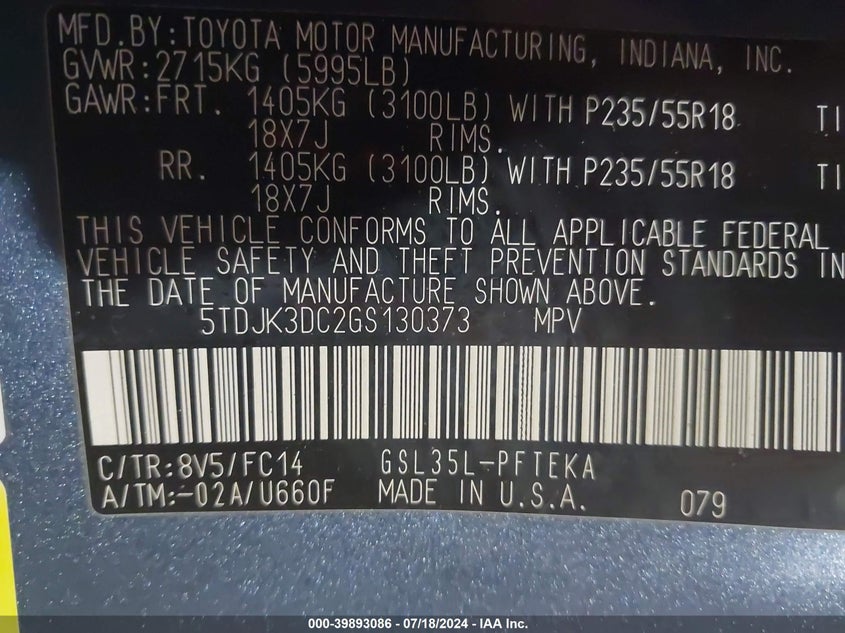 MFD.BY:TOYOTA MOTOR MANUFACTURING, INDIANA, INC.
GVWR:2715KG (5995LB)
GAWR:FRT. 1405KG (3100LB) WITH P235/55R18 TI
18X7J RIMS.
RR. 1405KG (3100LB) WITH P235/55R18 TI
18X7J RIMS.
THIS VEHICLE CONFORMS TO ALL APPLICABLE FEDERAL
VEHICLE SAFETY AND THEFT PREVENTION STANDARDS IN
THE DATE OF MANUFACTURE SHOWN ABOVE.
5TDJK3DC2GS130373 MPV
C/TR:8V5/FC14 GSL35L-PFTEKA
A/TM:-02A/U660F MADE IN U.S.A. 079
000-39893086 - 07/18/2024 - IAA Inc.